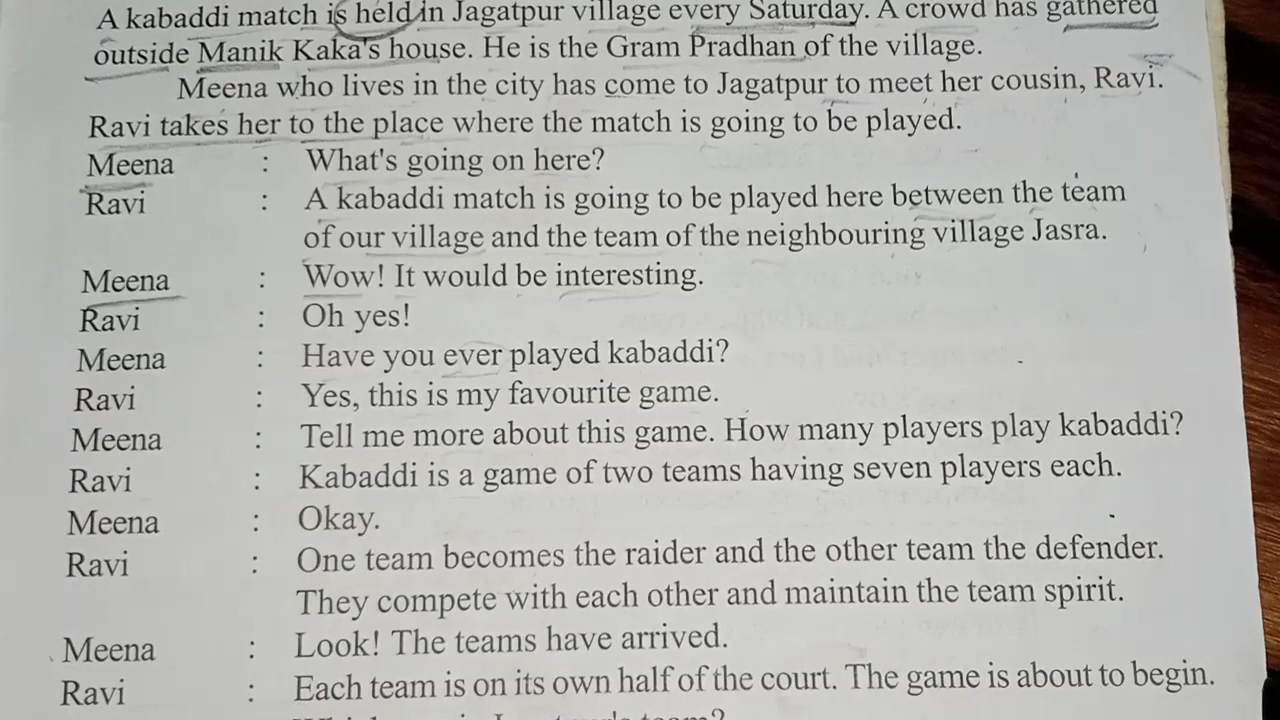 A kabaddi match is held in Jagatpur village every Saturday. A crowd has gathered
outside Manik Kaka's house. He is the Gram Pradhan of the village.
Meena who lives in the city has come to Jagatpur to meet her cousin, Ravi.
Ravi takes her to the place where the match is going to be played.
Meena : What's going on here?
Ravi : A kabaddi match is going to be played here between the team
of our village and the team of the neighbouring village Jasra.
Meena : Wow! It would be interesting.
Ravi : Oh yes!
Meena : Have you ever played kabaddi?
Ravi : Yes, this is my favourite game.
Meena : Tell me more about this game. How many players play kabaddi?
Ravi : Kabaddi is a game of two teams having seven players each.
Meena : Okay.
Ravi : One team becomes the raider and the other team the defender.
They compete with each other and maintain the team spirit.
Meena : Look! The teams have arrived.
Ravi : Each team is on its own half of the court. The game is about to begin.
team?